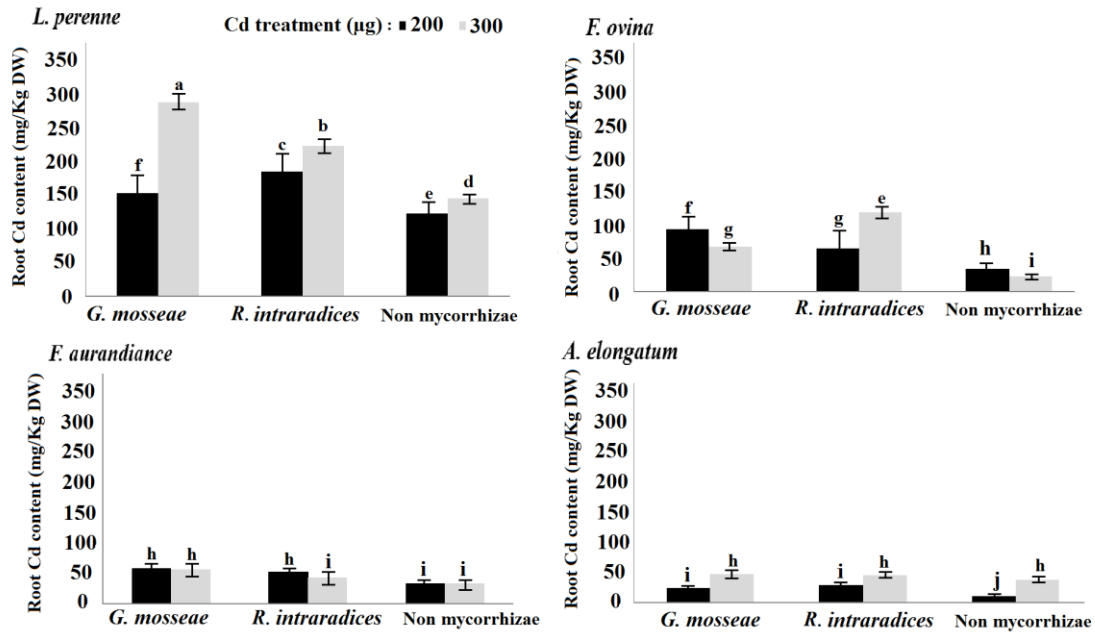 L. perenne
Cd treatment (µg) : 200 300
Root Cd content (mg/Kg DW)
350
300
250
200
150
100
50
0
f
a
c
b
e
d
G. mosseae
R. intraradices
Non mycorrhizae
F. ovina
Root Cd content (mg/Kg DW)
350
300
250
200
150
100
50
0
f
g
g
e
h
i
G. mosseae
R. intraradices
Non mycorrhizae
F. aurandiance
Root Cd content (mg/Kg DW)
350
300
250
200
150
100
50
0
h
h
h
i
i
i
G. mosseae
R. intraradices
Non mycorrhizae
A. elongatum
Root Cd content (mg/Kg DW)
350
300
250
200
150
100
50
0
i
h
i
h
j
h
G. mosseae
R. intraradices
Non mycorrhizae